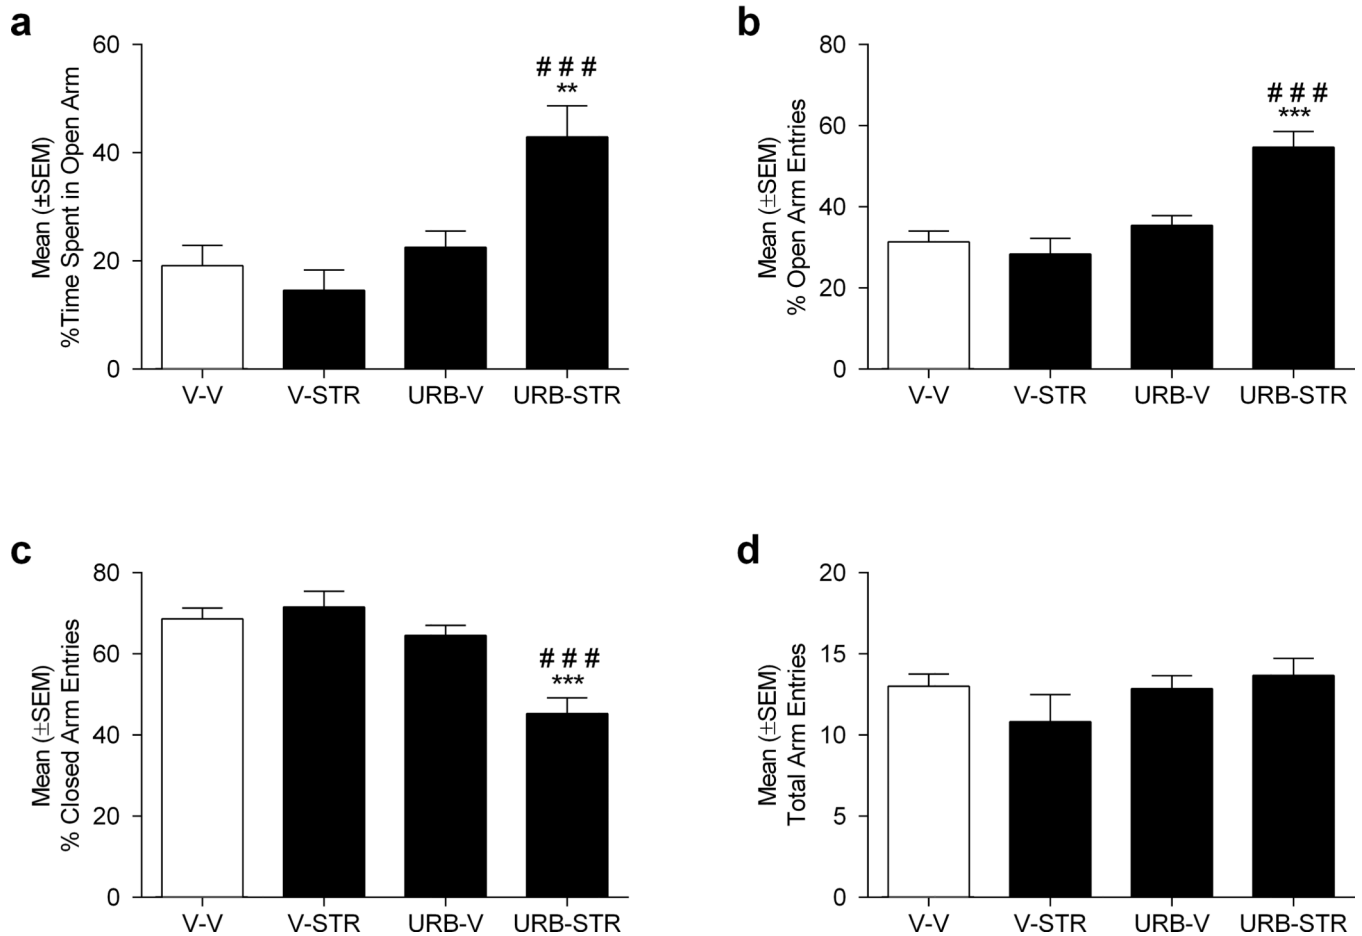 a
Mean (±SEM)
%Time Spent in Open Arm
60
40
20
0
# # #
**
V-V V-STR URB-V URB-STR
b
Mean (±SEM)
% Open Arm Entries
80
60
40
20
0
# # #
***
V-V V-STR URB-V URB-STR
c
Mean (±SEM)
% Closed Arm Entries
80
60
40
20
0
# # #
***
V-V V-STR URB-V URB-STR
d
Mean (±SEM)
Total Arm Entries
20
15
10
5
0
V-V V-STR URB-V URB-STR